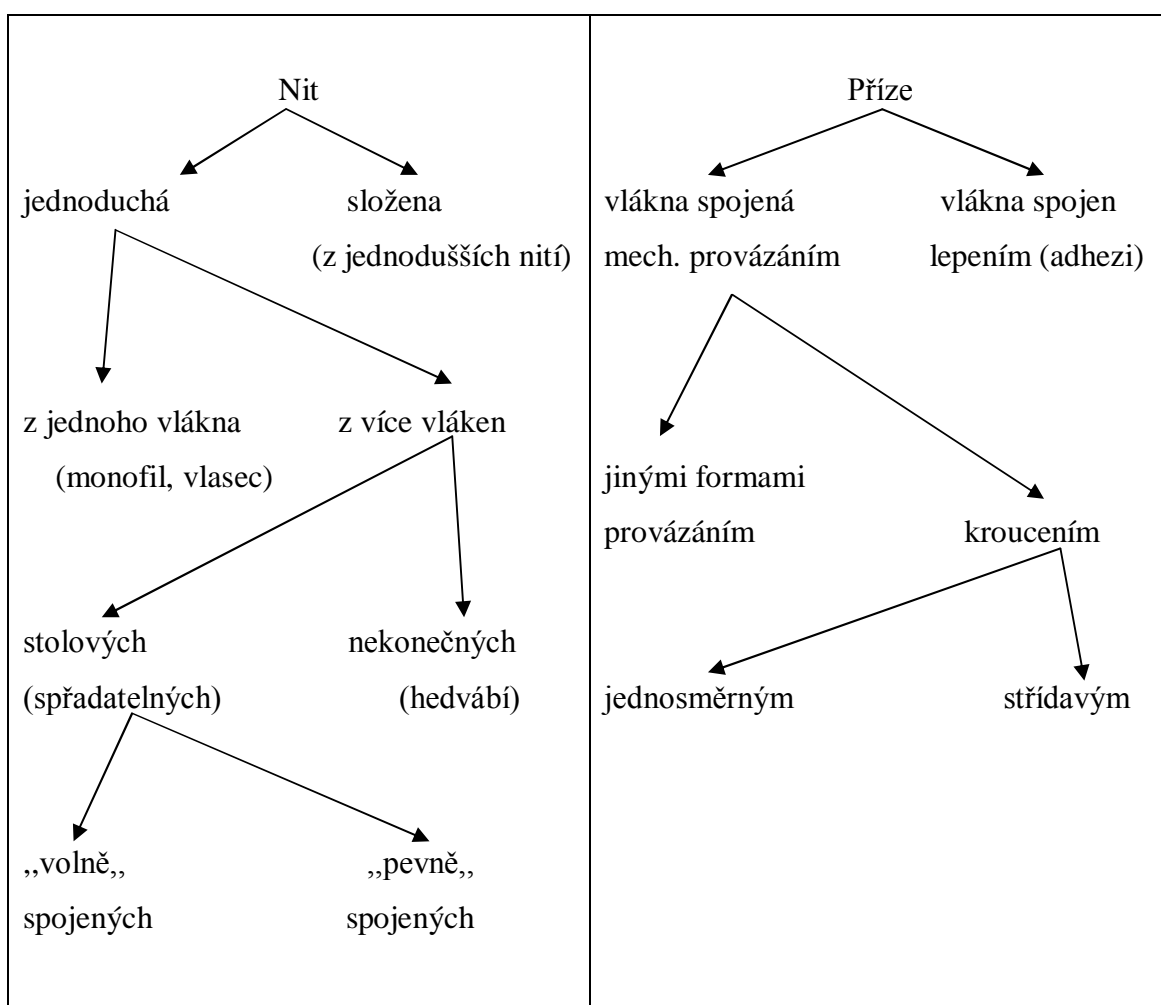 Nit
jednoduchá
složena
(z jednodušších nití)
z jednoho vlákna
(monofil, vlasec)
z více vláken
stolových
(spřadatelných)
nekonečných
(hedvábí)
,,volně,,
spojených
,,pevně,,
spojených
Příze
vlákna spojená
mech. provázáním
vlákna spojen
lepením (adhezi)
jinými formami
provázáním
kroucením
jednosměrným
střídavým